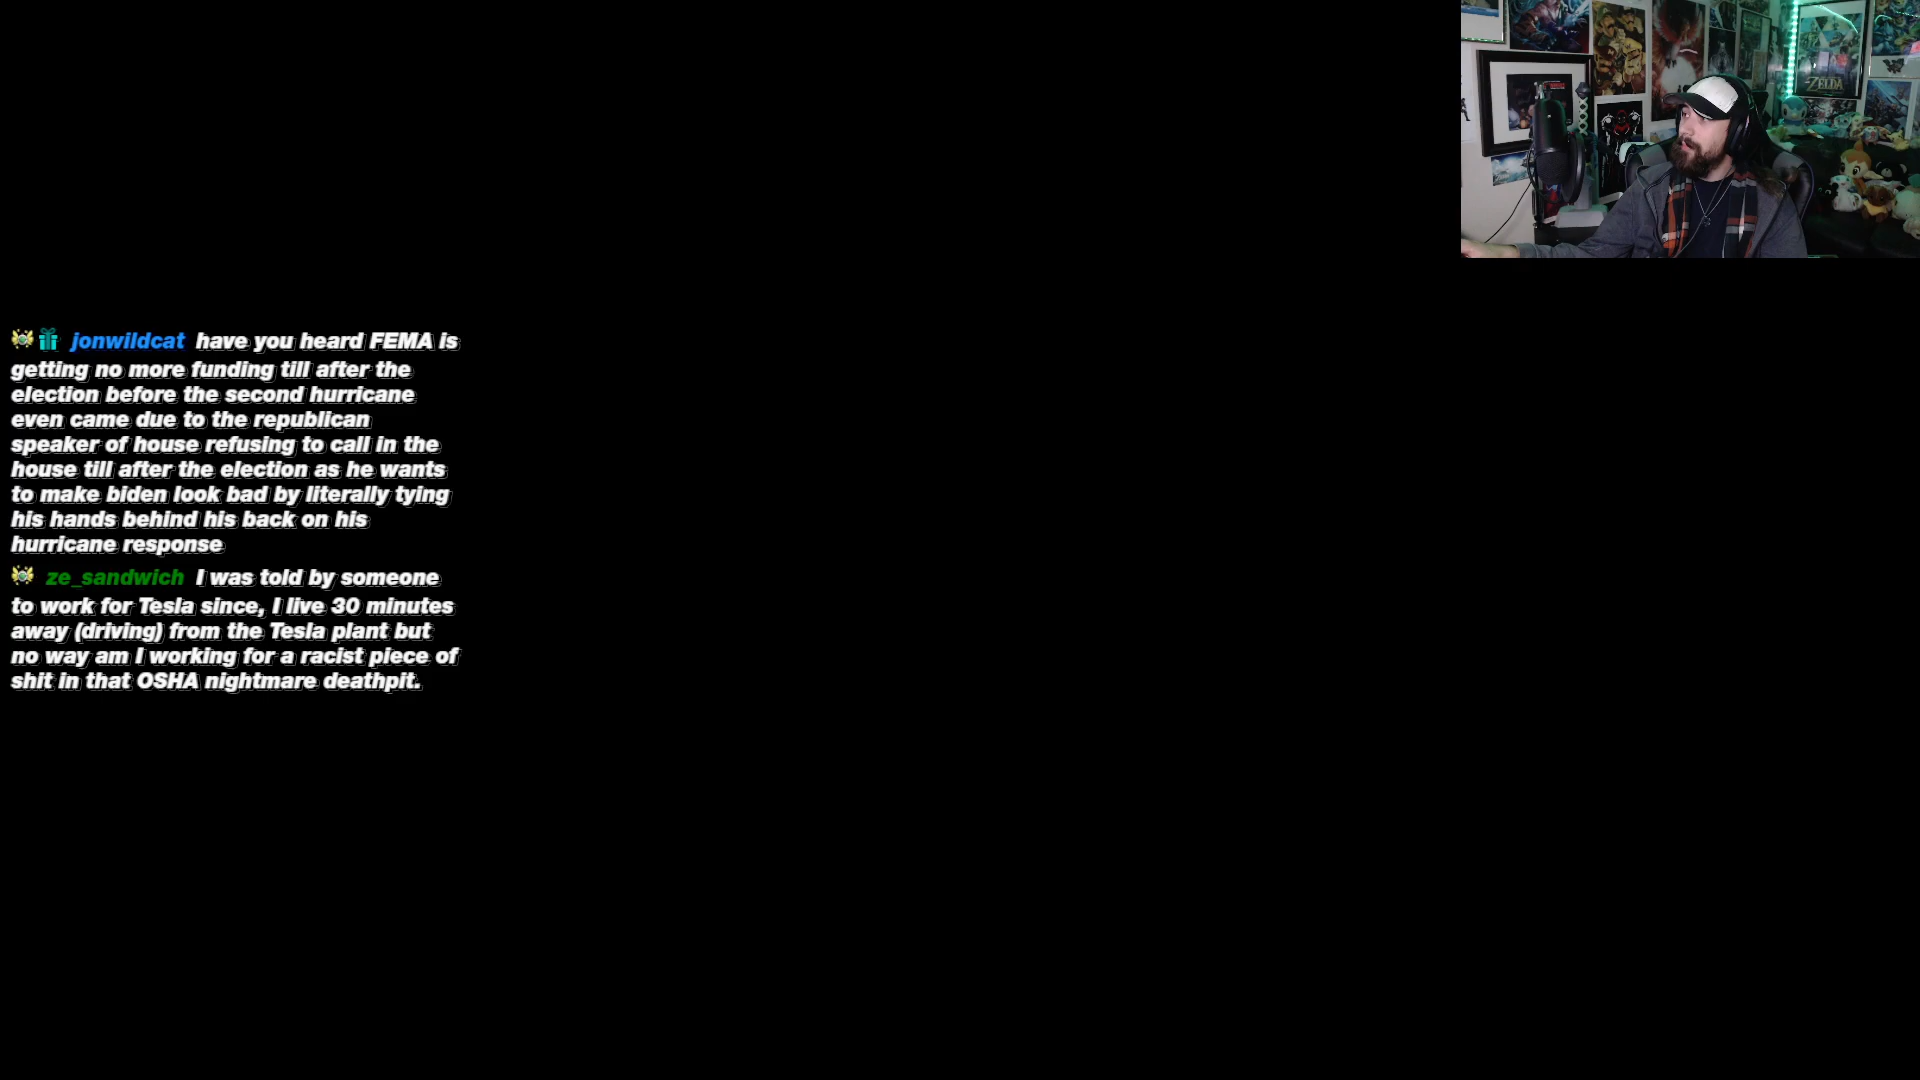 ZELDA
jonwildcat have you heard FEMA is
getting no more funding till after the
election before the second hurricane
even came due to the republican
speaker of house refusing to call in the
house till after the election as he wants
to make biden look bad by literally tying
his hands behind his back on his
hurricane response
ze_sandwich I was told by someone
to work for Tesla since, I live 30 minutes
away (driving) from the Tesla plant but
no way am I working for a racist piece of
shit in that OSHA nightmare deathpit.